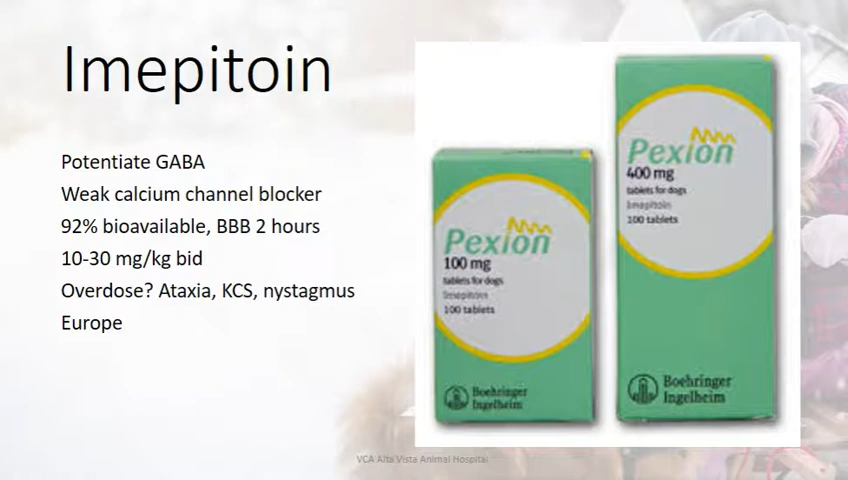 Imepitoin
Potentiate GABA
Weak calcium channel blocker
92% bioavailable, BBB 2 hours
10-30 mg/kg bid
Overdose? Ataxia, KCS, nystagmus
Europe
Pexion
100 mg
tablets for dogs
Imepitoin
100 tablets
Boehringer
Ingelheim
Pexion
400 mg
tablets for dogs
Imepitoin
100 tablets
Boehringer
Ingelheim
VCA Alta Vista Animal Hospital